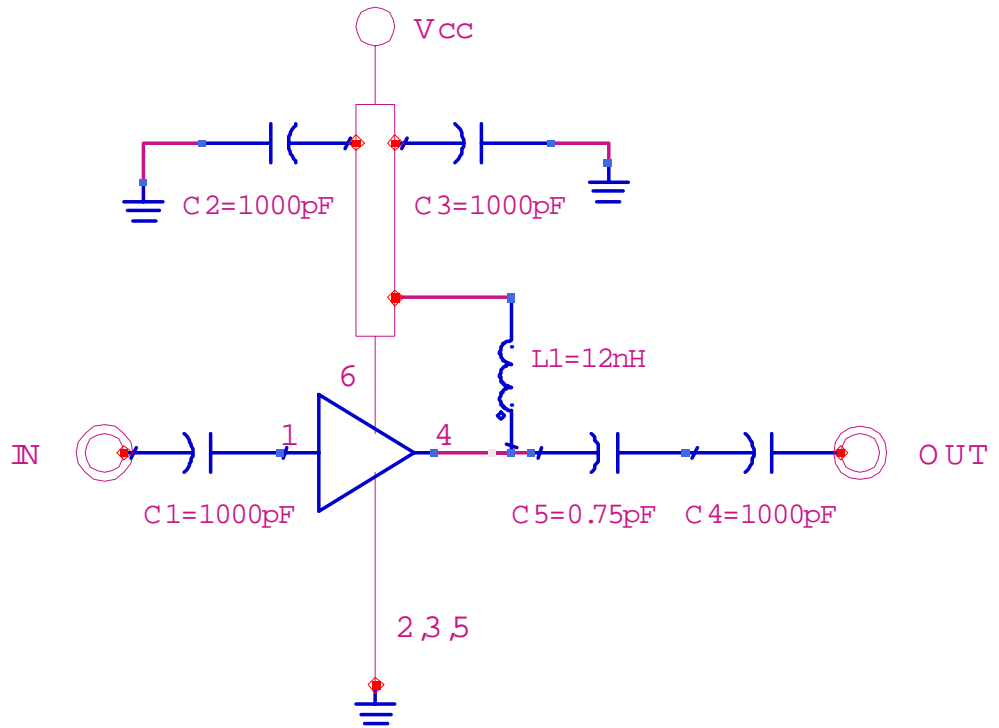 Vcc
C2=1000pF
C3=1000pF
L1=12nH
6
IN
1
4
OUT
C1=1000pF
C5=0.75pF
C4=1000pF
2,3,5